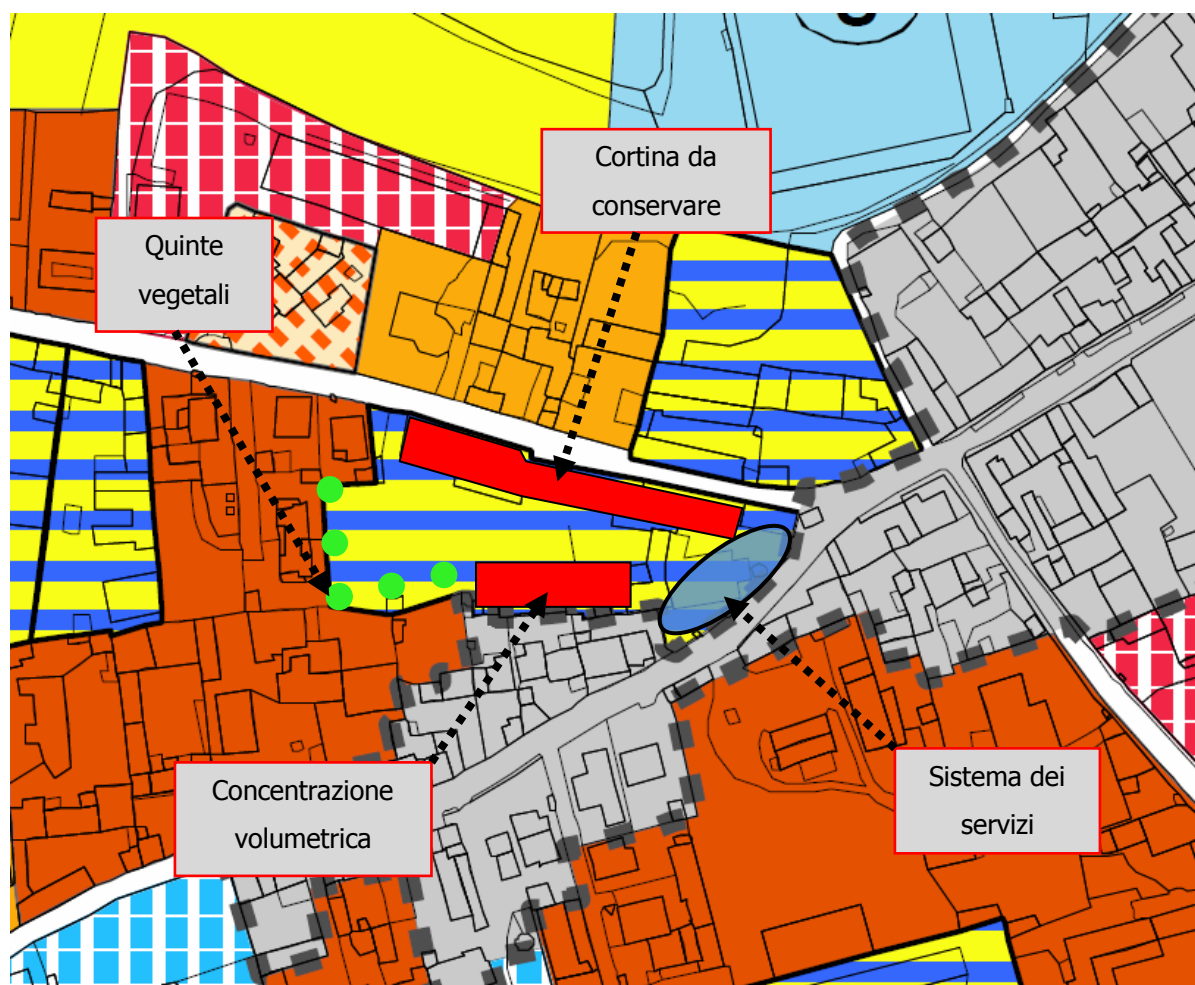 Cortina da
conservare
Quinte
vegetali
Concentrazione
volumetrica
Sistema dei
servizi